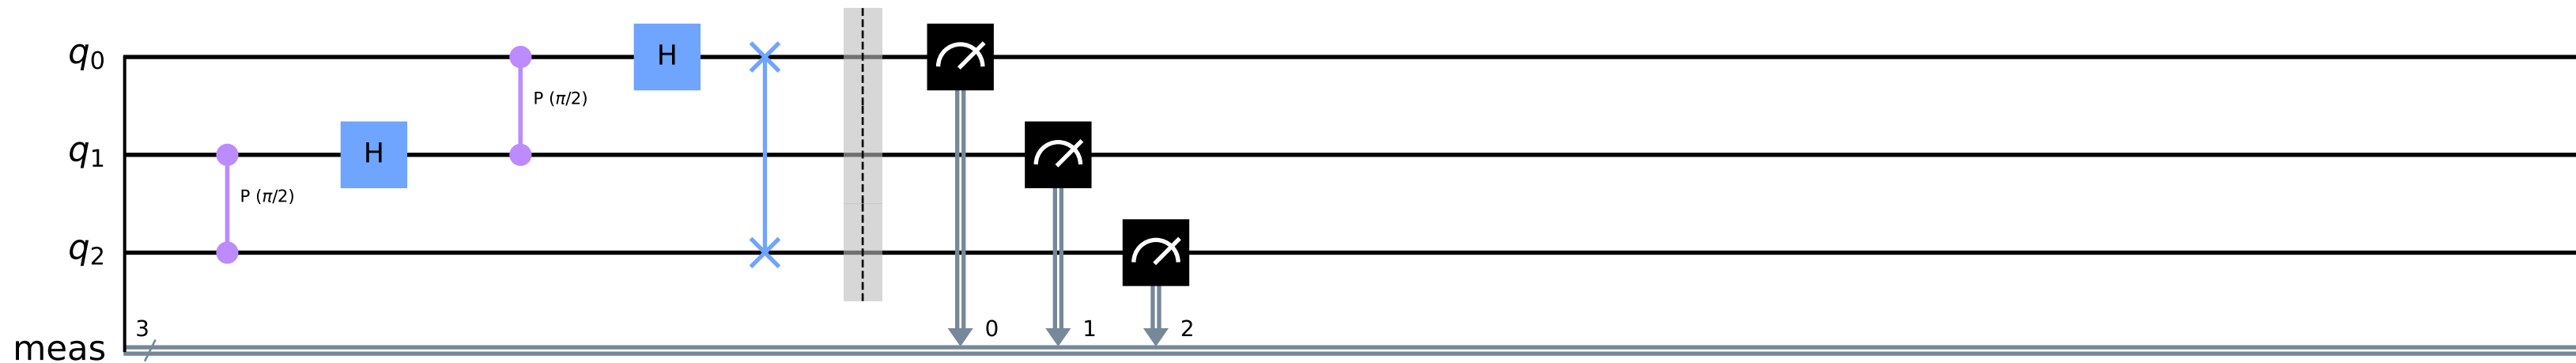 q0 H
P (π/2)
q1 H
P (π/2)
q2
3 0 1 2
meas